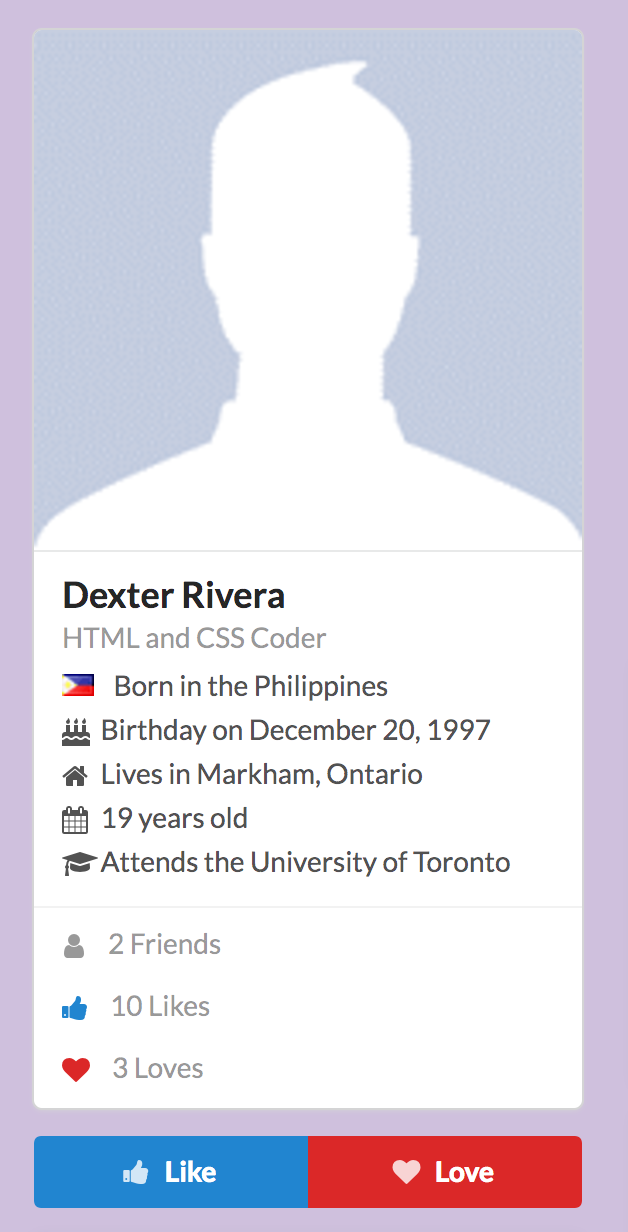 Dexter Rivera
HTML and CSS Coder
Born in the Philippines
Birthday on December 20, 1997
Lives in Markham, Ontario
19 years old
Attends the University of Toronto
2 Friends
10 Likes
3 Loves
Like Love